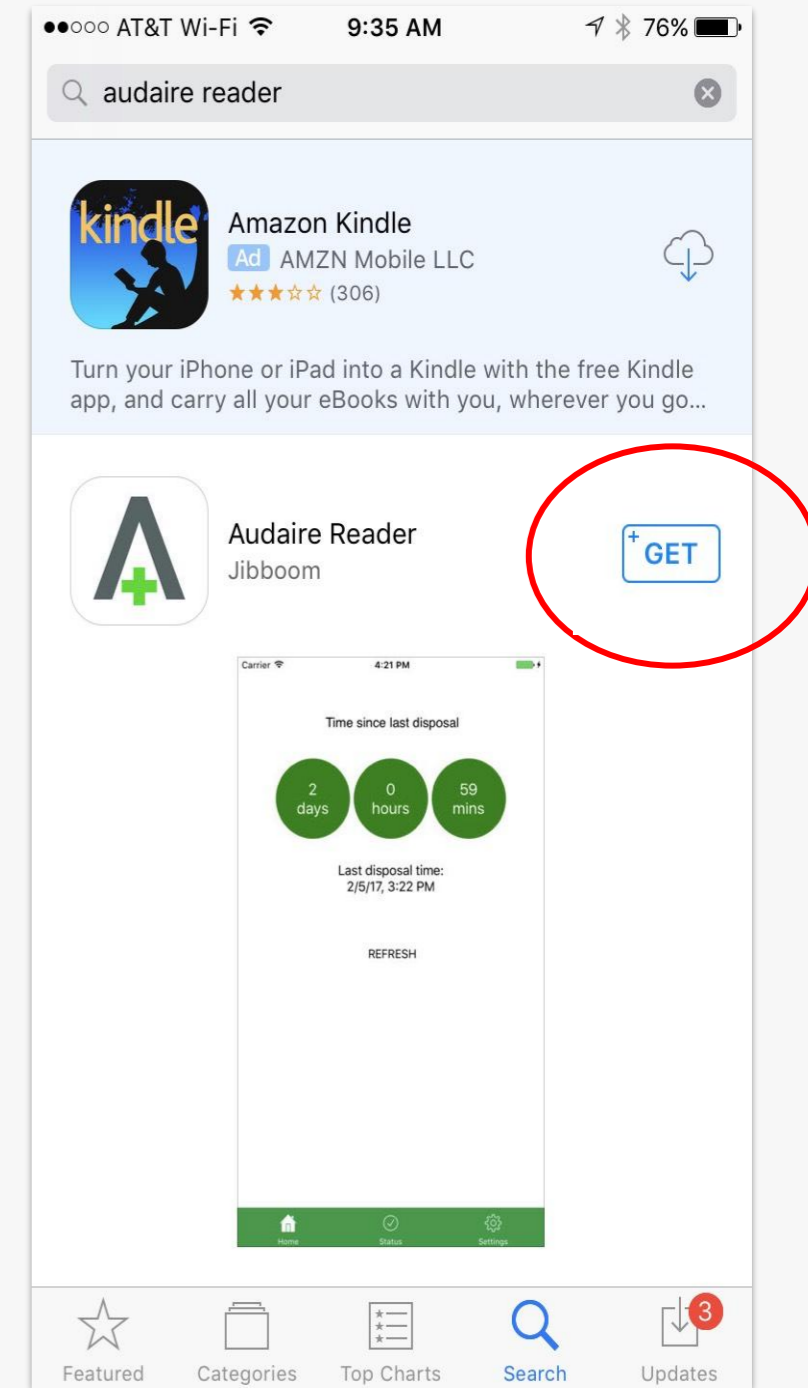 AT&T Wi-Fi 9:35 AM 76%
audaire reader
kindle
Amazon Kindle
Ad AMZN Mobile LLC
(306)
Turn your iPhone or iPad into a Kindle with the free Kindle
app, and carry all your eBooks with you, wherever you go...
Audaire Reader
Jibboom
+GET
Carrier 4:21 PM
Time since last disposal
2 0 59
days hours mins
Last disposal time:
2/5/17, 3:22 PM
REFRESH
Home Status Settings
3
Featured Categories Top Charts Search Updates